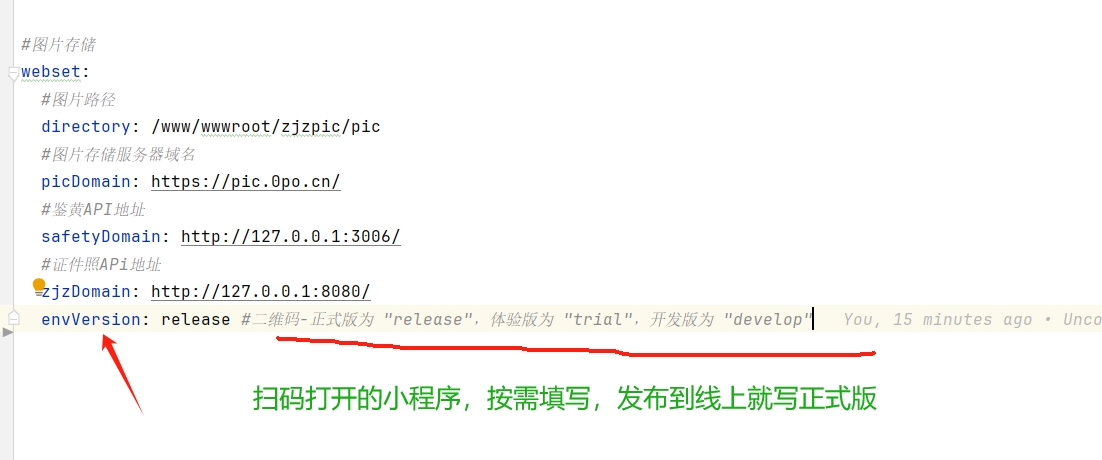 #图片存储
webset:
#图片路径
directory: /www/wwwroot/zjzpic/pic
#图片存储服务器域名
picDomain: https://pic.0po.cn/
#鉴黄API地址
safetyDomain: http://127.0.0.1:3006/
#证件照APi地址
zjzDomain: http://127.0.0.1:8080/
envVersion: release #二维码-正式版为 "release"，体验版为 "trial"，开发版为 "develop" You, 15 minutes ago • Unco
扫码打开的小程序，按需填写，发布到线上就写正式版